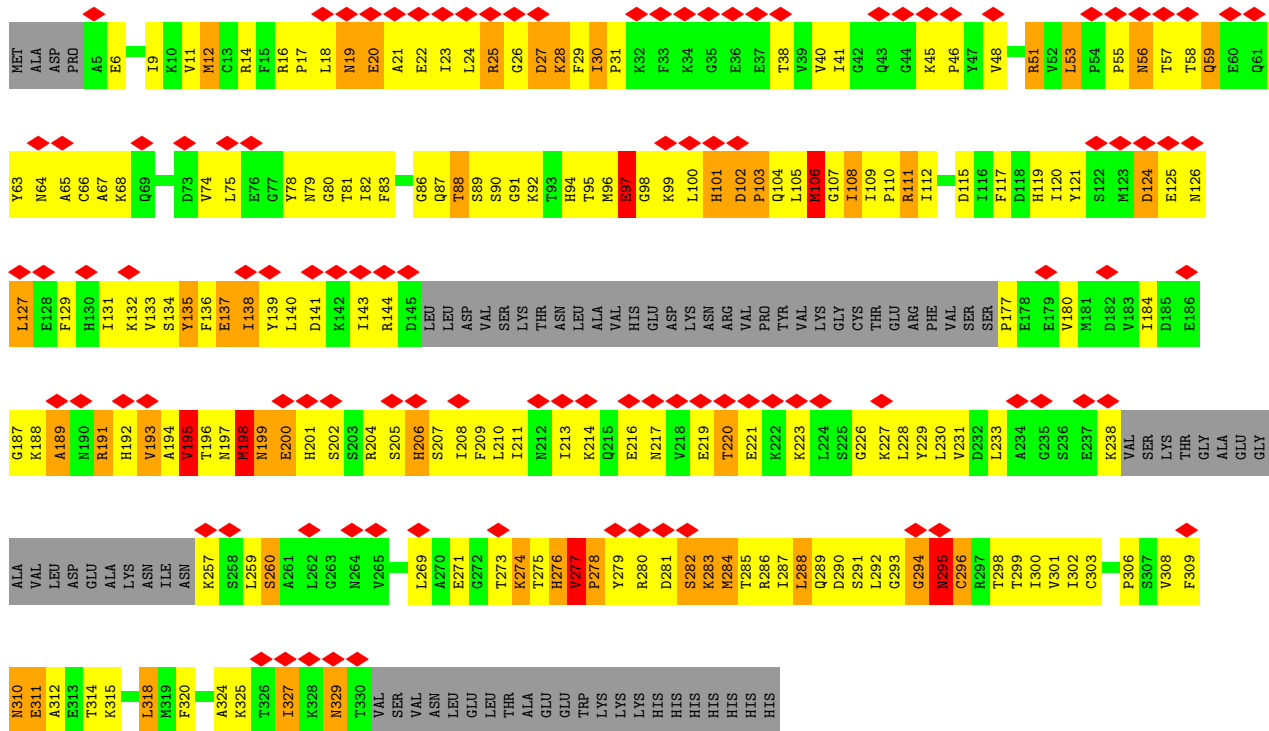 MET ALA ASP PRO A5 E6 I9 K10 V11 M12 C13 R14 F15 R16 P17 L18 N19 E20 A21 E22 I23 L24 R25 G26 D27 K28 F29 I30 P31 K32 F33 K34 G35 E36 E37 T38 V39 V40 I41 G42 Q43 G44 K45 P46 Y47 V48 R51 V52 L53 P54 P55 N56 T57 T58 Q59 E60 Q61
Y63 N64 A65 C66 A67 K68 Q69 D73 V74 L75 E76 G77 Y78 N79 G80 T81 I82 F83 G86 Q87 T88 S89 S90 G91 K92 T93 H94 T95 M96 E97 G98 K99 L100 H101 D102 P103 Q104 L105 M106 G107 I108 I109 P110 R111 I112 D115 I116 F117 D118 H119 I120 Y121 S122 M123 D124 E125 N126
L127 E128 F129 H130 I131 K132 V133 S134 Y135 F136 E137 I138 Y139 L140 D141 K142 I143 R144 D145 LEU LEU ASP VAL SER LYS THR ASN LEU ALA VAL HIS GLU ASP LYS ASN ARG VAL PRO TYR VAL LYS GLY CYS THR GLU ARG PHE VAL SER SER P177 E178 E179 V180 M181 D182 V183 I184 D185 E186
G187 K188 A189 N190 R191 H192 V193 A194 V195 T196 N197 M198 N199 E200 H201 S202 S203 R204 S205 H206 S207 I208 F209 L210 I211 N212 I213 K214 Q215 E216 N217 V218 E219 T220 E221 K222 K223 L224 S225 G226 K227 L228 Y229 L230 V231 D232 L233 A234 G235 S236 E237 K238 VAL SER LYS THR GLY ALA GLU GLY
ALA VAL LEU ASP GLU ALA LYS ASN ILE ASN K257 S258 L259 S260 A261 L262 G263 N264 V265 L269 A270 E271 G272 T273 K274 T275 H276 V277 P278 Y279 R280 D281 S282 K283 M284 T285 R286 I287 L288 Q289 D290 S291 L292 G293 G294 N295 C296 R297 T298 T299 I300 V301 I302 C303 P306 S307 V308 F309
N310 E311 A312 E313 T314 K315 L318 M319 F320 A324 K325 T326 I327 K328 N329 T330 VAL SER VAL ASN LEU GLU LEU THR ALA GLU GLU TRP LYS LYS LYS HIS HIS HIS HIS HIS HIS HIS